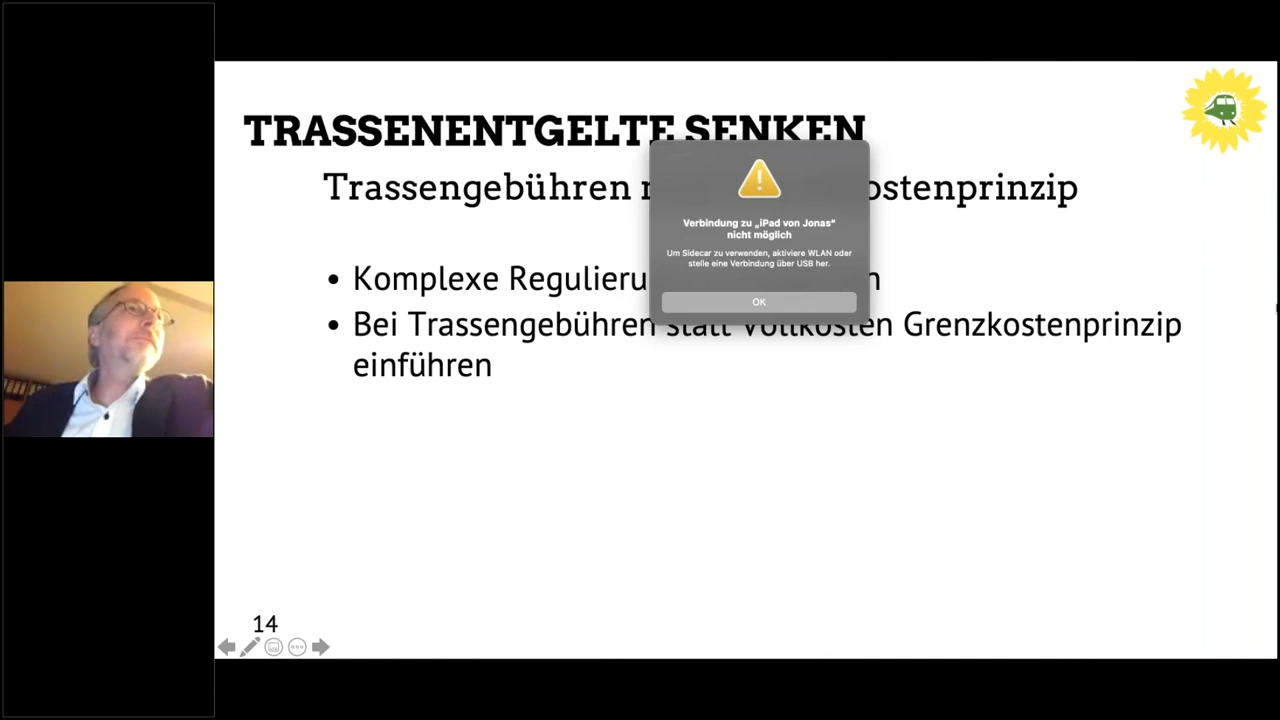 TRASSENENTGELTE SENKEN
Trassengebühren ostenprinzip
Verbindung zu „iPad von Jonas“
nicht möglich
Um Sidecar zu verwenden, aktiviere WLAN oder
stelle eine Verbindung über USB her.
OK
• Komplexe
• Bei Trassengebühren statt Vollkosten Grenzkostenprinzip
einführen
14